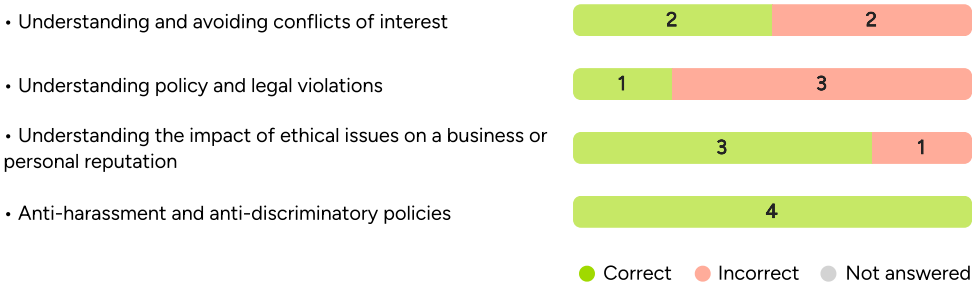 • Understanding and avoiding conflicts of interest
2 2
• Understanding policy and legal violations
1 3
• Understanding the impact of ethical issues on a business or
personal reputation
3 1
• Anti-harassment and anti-discriminatory policies
4
Correct Incorrect Not answered